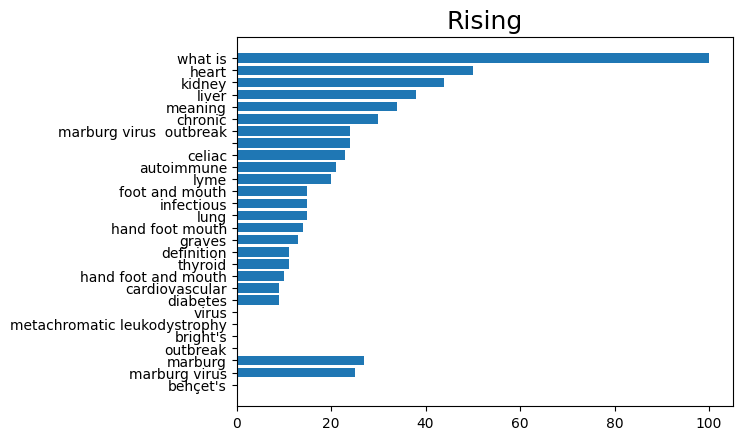 Rising
what is
heart
kidney
liver
meaning
chronic
marburg virus  outbreak
celiac
autoimmune
lyme
foot and mouth
infectious
lung
hand foot mouth
graves
definition
thyroid
hand foot and mouth
cardiovascular
diabetes
virus
metachromatic leukodystrophy
bright's
outbreak
marburg
marburg virus
behçet's
0 20 40 60 80 100